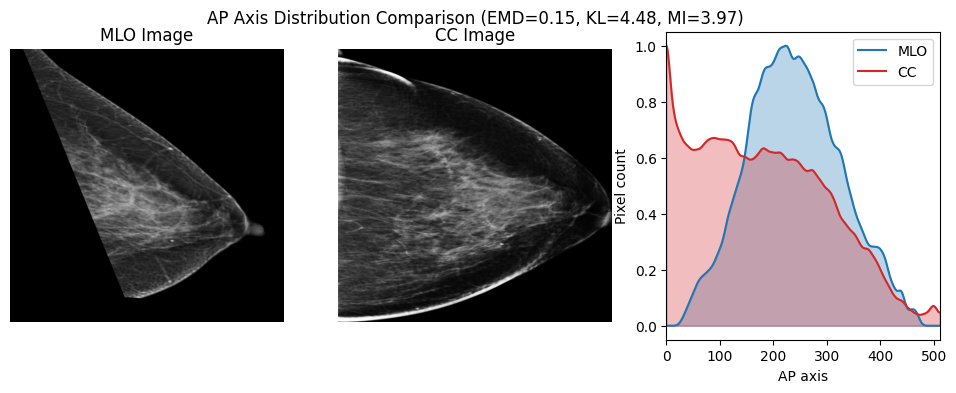 AP Axis Distribution Comparison (EMD=0.15, KL=4.48, MI=3.97)
MLO Image
CC Image
MLO
CC
1.0
0.8
0.6
0.4
0.2
0.0
Pixel count
0
100
200
300
400
500
AP axis